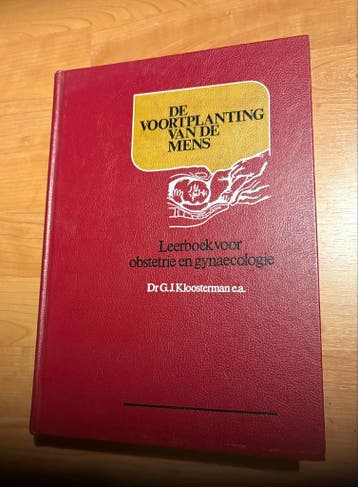 DE
VOORTPLANTING
VAN DE
MENS
Leerboek voor
obstetrie en gynaecologie
Dr G.J.Kloosterman e.a.